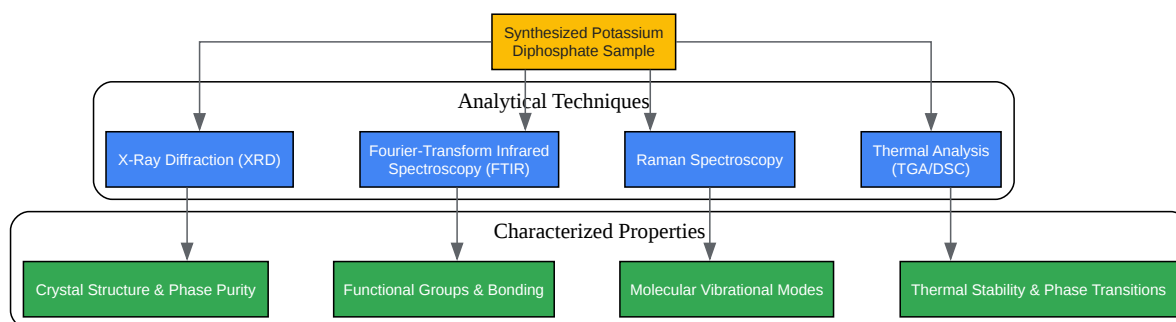 Synthesized Potassium
Diphosphate Sample
Analytical Techniques
X-Ray Diffraction (XRD)
Fourier-Transform Infrared
Spectroscopy (FTIR)
Raman Spectroscopy
Thermal Analysis
(TGA/DSC)
Characterized Properties
Crystal Structure & Phase Purity
Functional Groups & Bonding
Molecular Vibrational Modes
Thermal Stability & Phase Transitions